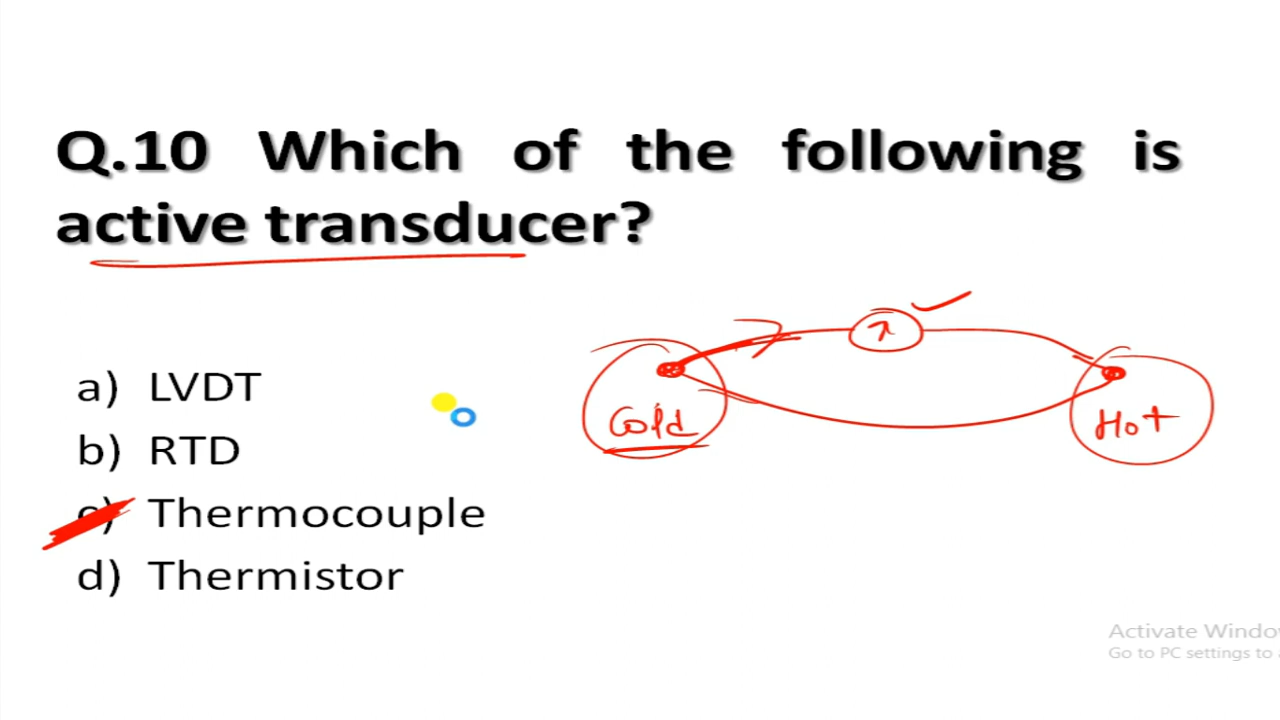 Q.10 Which of the following is
active transducer?
a) LVDT
b) RTD
c) Thermocouple
d) Thermistor
Cold
Hot
Activate Windo
Go to PC settings to